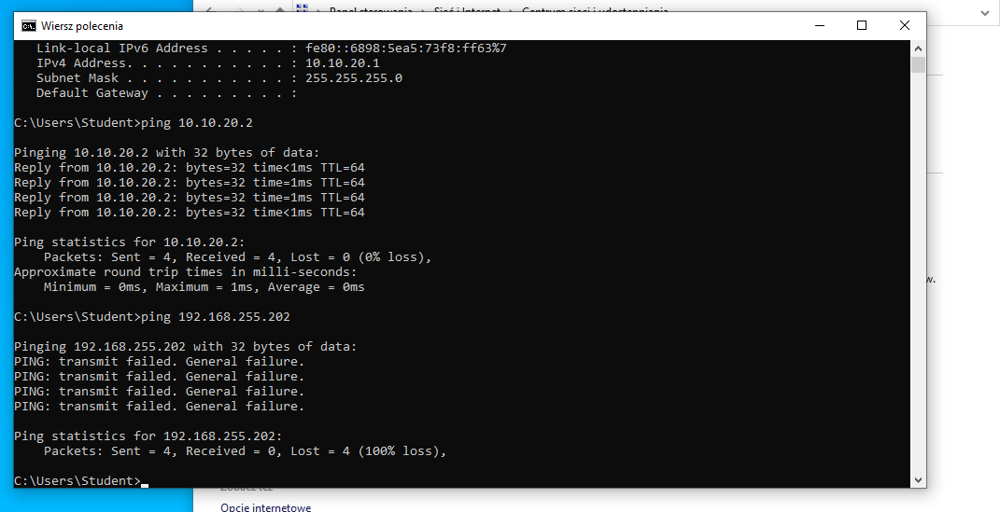 Panel sterowania > Sieć i Internet > Centrum sieci i udostępniania
Wiersz polecenia
Link-local IPv6 Address . . . . . : fe80::6898:5ea5:73f8:ff63%7
IPv4 Address. . . . . . . . . . . : 10.10.20.1
Subnet Mask . . . . . . . . . . . : 255.255.255.0
Default Gateway . . . . . . . . . :
C:\Users\Student>ping 10.10.20.2
Pinging 10.10.20.2 with 32 bytes of data:
Reply from 10.10.20.2: bytes=32 time<1ms TTL=64
Reply from 10.10.20.2: bytes=32 time=1ms TTL=64
Reply from 10.10.20.2: bytes=32 time=1ms TTL=64
Reply from 10.10.20.2: bytes=32 time<1ms TTL=64
Ping statistics for 10.10.20.2:
Packets: Sent = 4, Received = 4, Lost = 0 (0% loss),
Approximate round trip times in milli-seconds:
Minimum = 0ms, Maximum = 1ms, Average = 0ms
w.
C:\Users\Student>ping 192.168.255.202
Pinging 192.168.255.202 with 32 bytes of data:
PING: transmit failed. General failure.
PING: transmit failed. General failure.
PING: transmit failed. General failure.
PING: transmit failed. General failure.
Ping statistics for 192.168.255.202:
Packets: Sent = 4, Received = 0, Lost = 4 (100% loss),
C:\Users\Student>
Zobacz też
Opcje internetowe